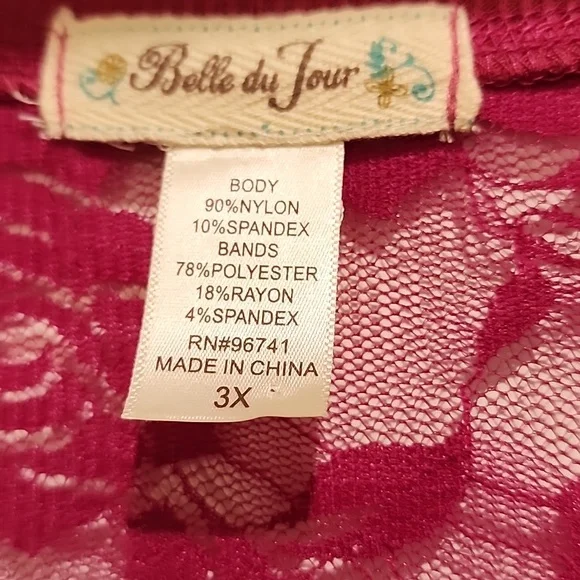 Belle du Jour
BODY
90%NYLON
10%SPANDEX
BANDS
78%POLYESTER
18%RAYON
4%SPANDEX
RN#96741
MADE IN CHINA
3X